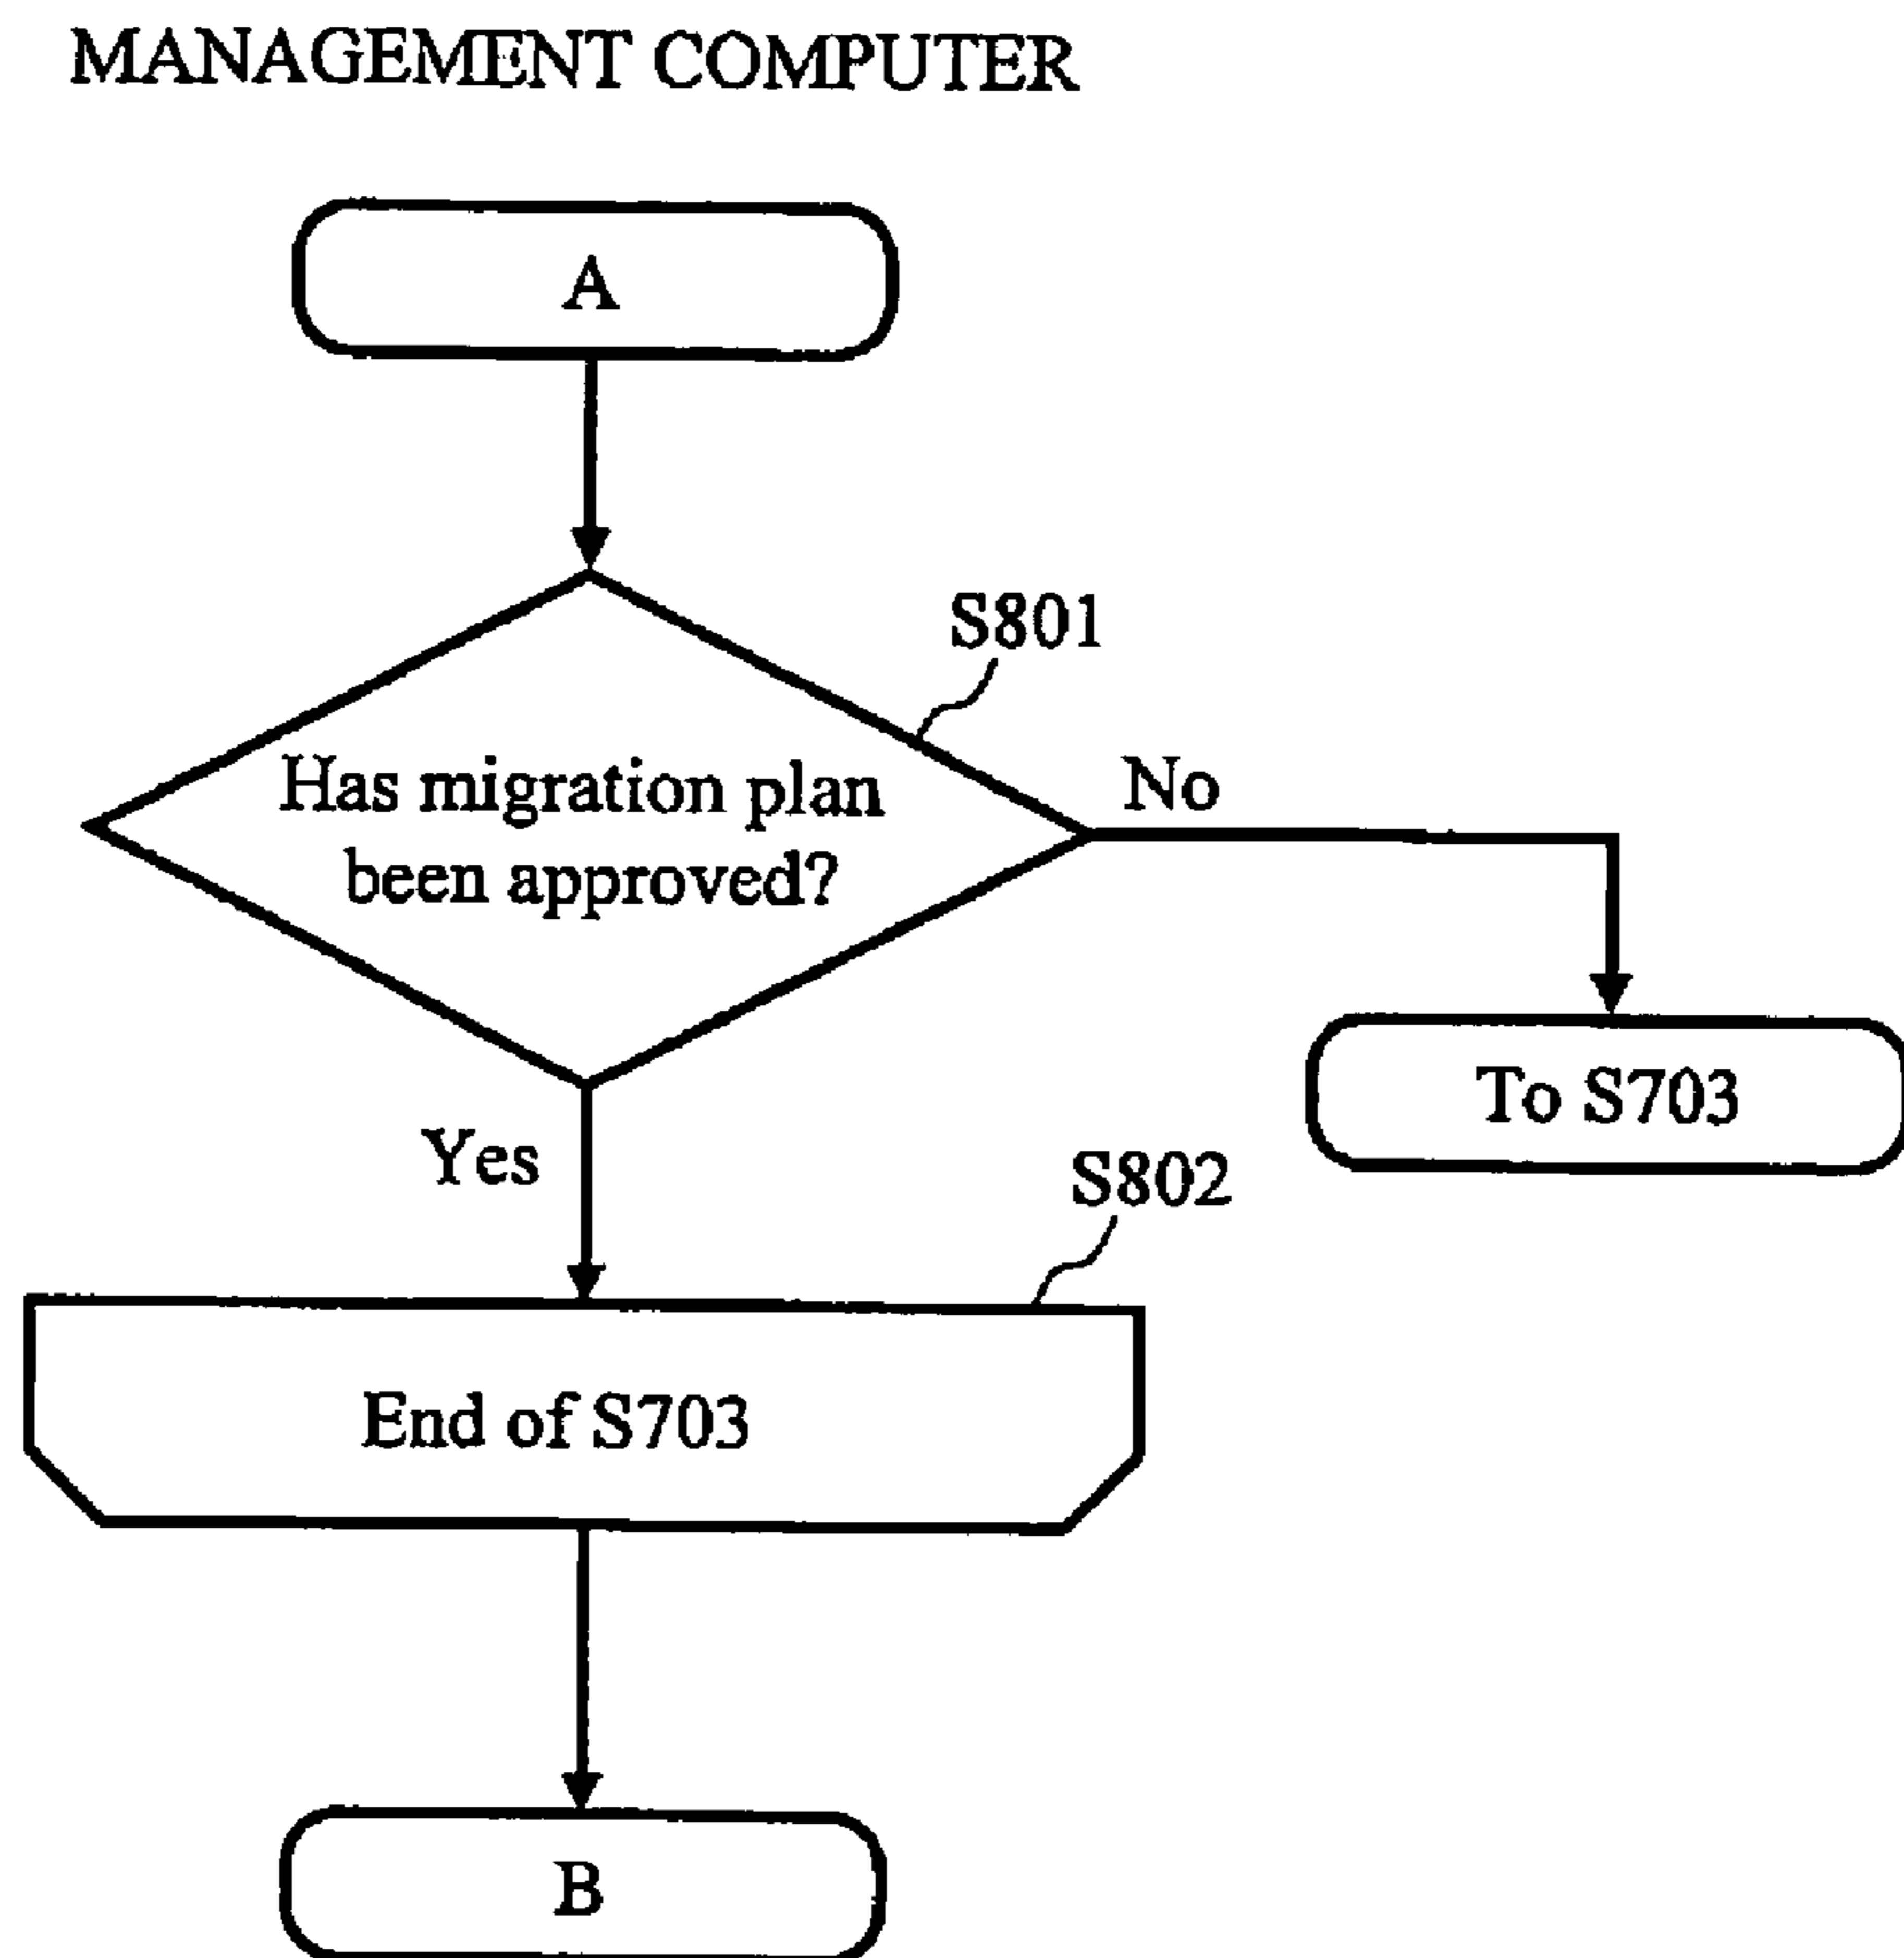 MANAGEMENT COMPUTER
A
S801
Has migration plan
been approved?
No
To S703
Yes
S802
End of S703
B